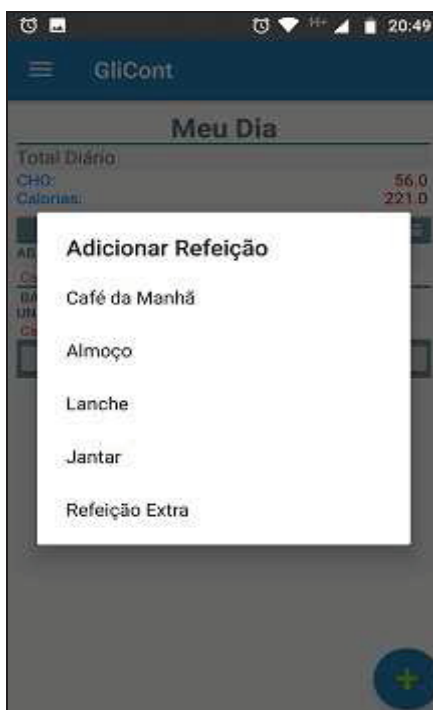 20:49
GliCont
Meu Dia
Total Diário
CHO: 56.0
Calorias: 221.0
Adicionar Refeição
Café da Manhã
Almoço
Lanche
Jantar
Refeição Extra